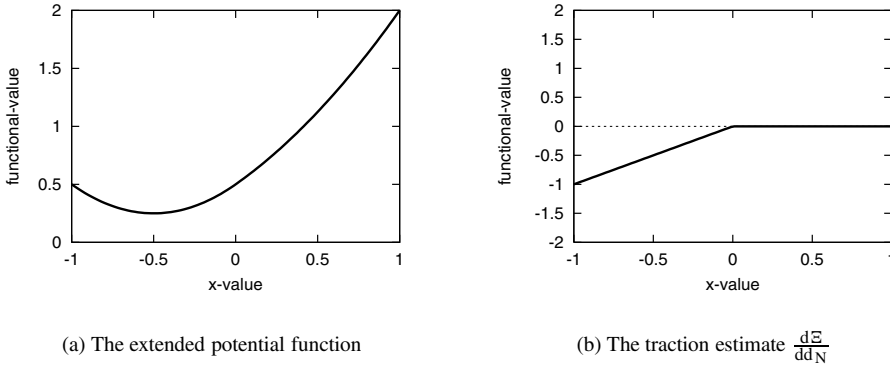 2
1.5
1
0.5
0
functional-value
-1 -0.5 0 0.5 1
x-value
(a) The extended potential function
2
1.5
1
0.5
0
-0.5
-1
-1.5
-2
functional-value
-1 -0.5 0 0.5 1
x-value
(b) The traction estimate dΞ/dd_N